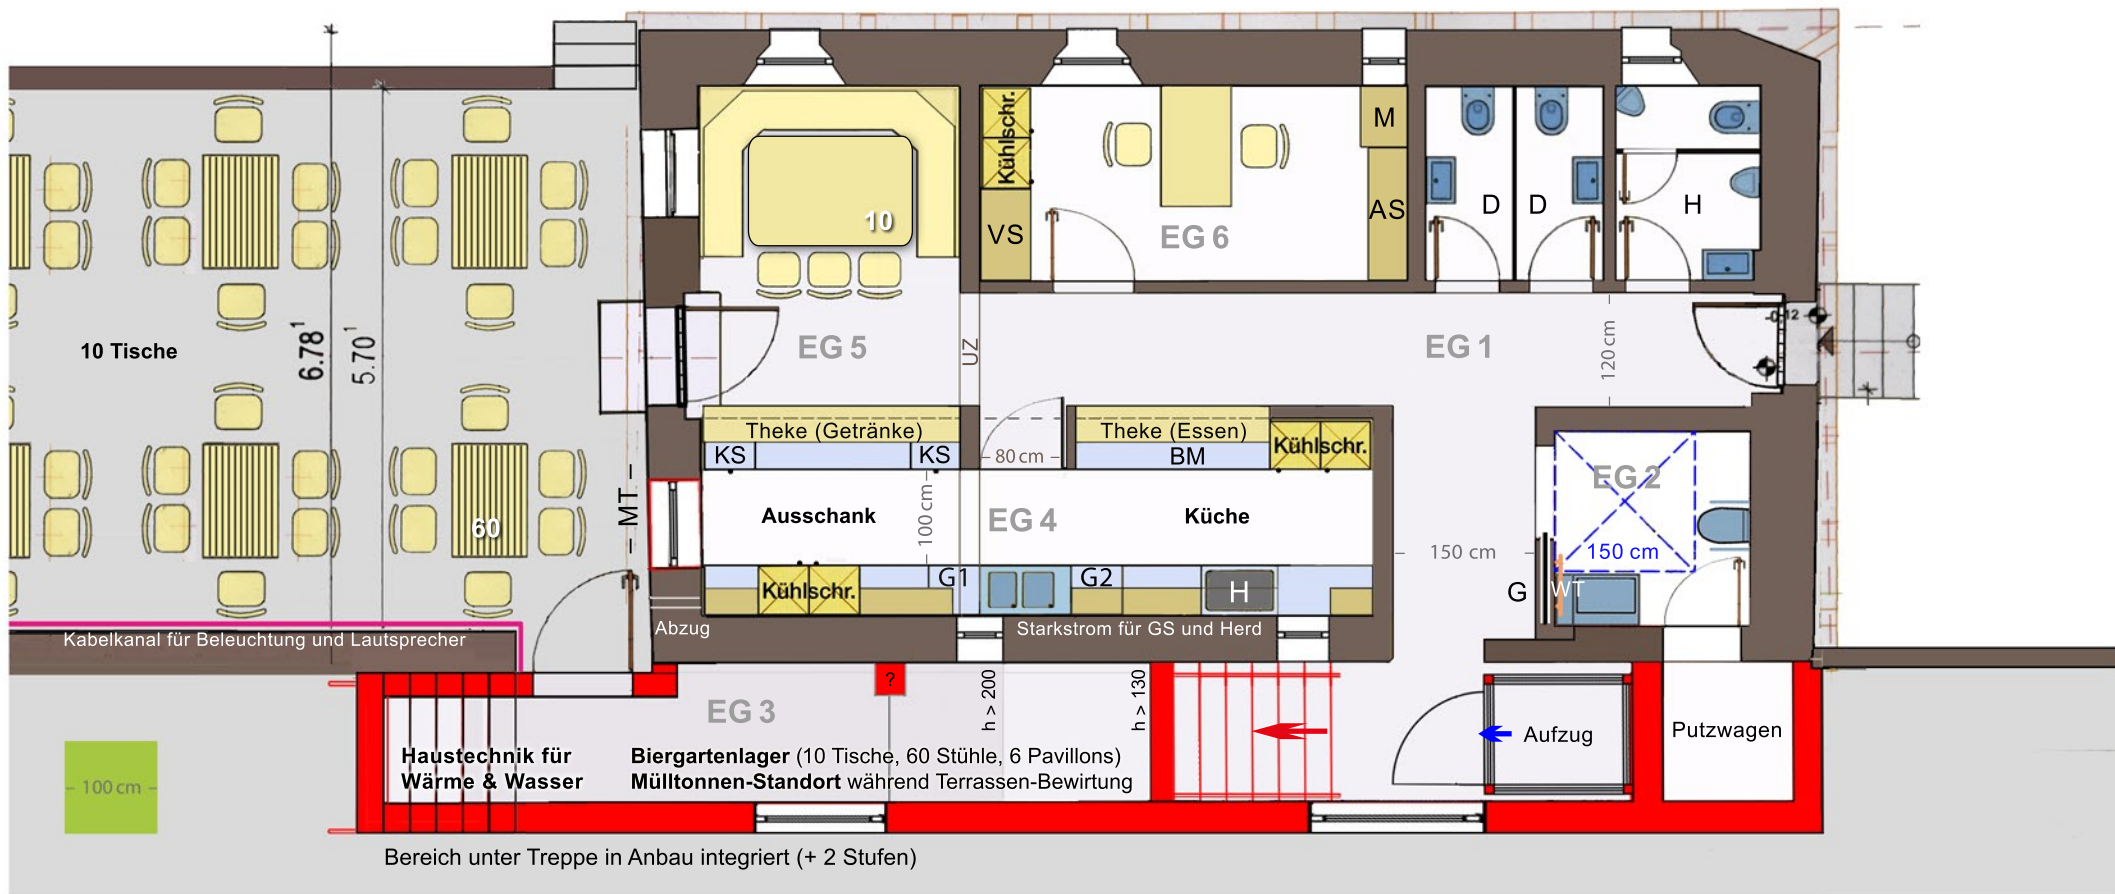 Kühlschr.
M
VS
AS
EG 6
D
D
H
10
10 Tische
6.78¹
5.70¹
EG 5
UZ
EG 1
120 cm
-0,12
Theke (Getränke)
KS
KS
80 cm
Theke (Essen)
BM
Kühlschr.
EG 2
60
MT
Ausschank
100 cm
EG 4
Küche
150 cm
150 cm
Kühlschr.
G1
G2
H
G
WT
Kabelkanal für Beleuchtung und Lautsprecher
Abzug
Starkstrom für GS und Herd
?
h > 200
h > 130
EG 3
Haustechnik für
Wärme & Wasser
Biergartenlager (10 Tische, 60 Stühle, 6 Pavillons)
Mülltonnen-Standort während Terrassen-Bewirtung
Aufzug
Putzwagen
100 cm
Bereich unter Treppe in Anbau integriert (+ 2 Stufen)